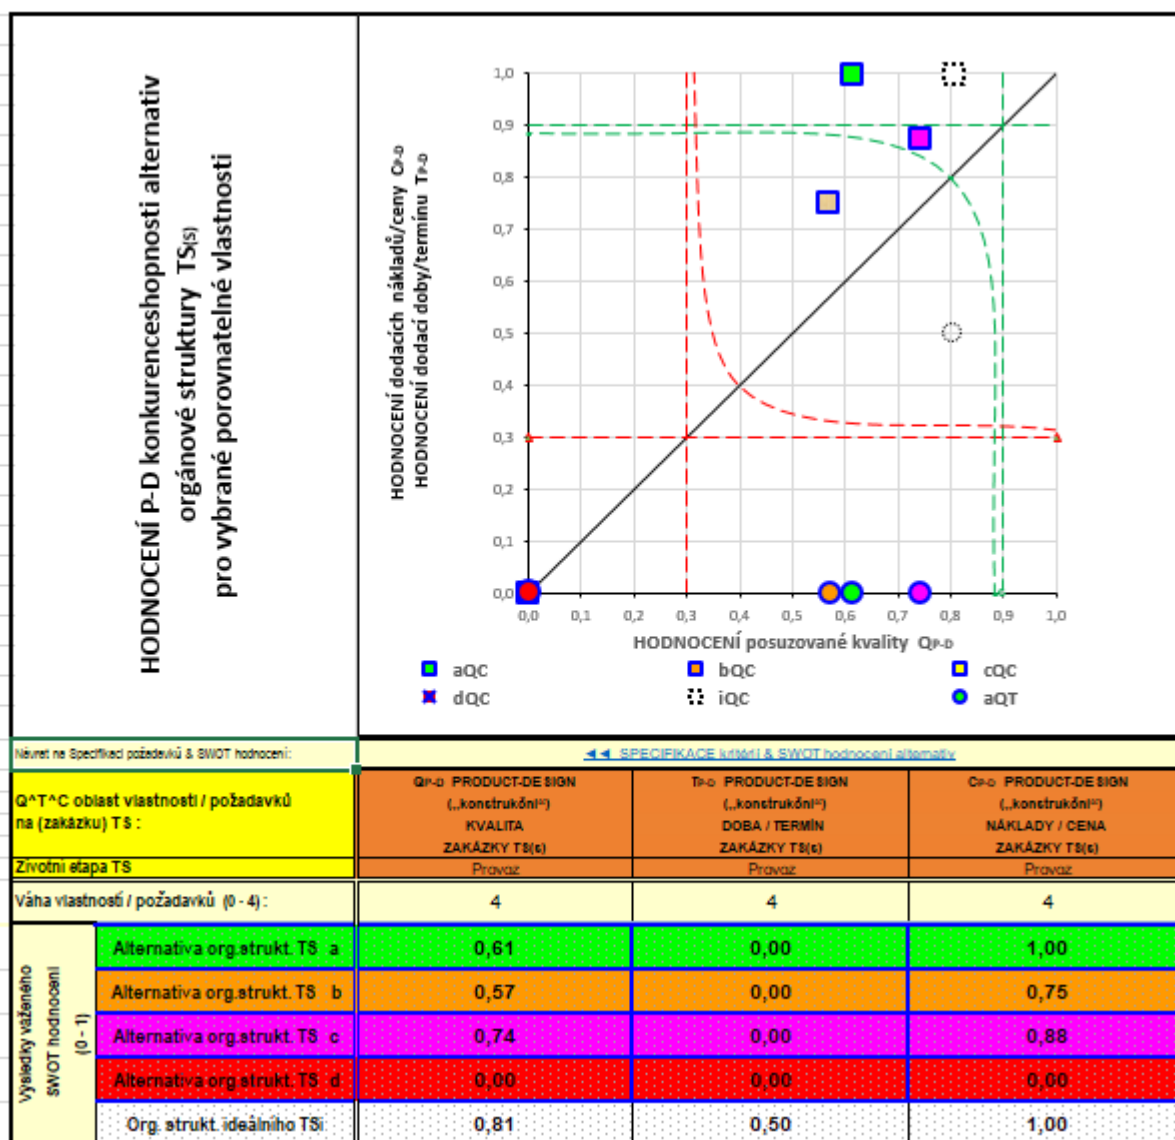 HODNOCENÍ P-D konkurenceshopnosti alternativ
orgánové struktury TS(s)
pro vybrané porovnatelné vlastnosti
HODNOCENÍ dodacích nákladů/ceny CP-D
HODNOCENÍ dodací doby/termínu TP-D
1,0
0,9
0,8
0,7
0,6
0,5
0,4
0,3
0,2
0,1
0,0
0,0 0,1 0,2 0,3 0,4 0,5 0,6 0,7 0,8 0,9 1,0
HODNOCENÍ posuzované kvality QP-D
aQC bQC cQC
dQC iQC aQT
Návrat na Specifikaci požadavků & SWOT hodnocení:
◄◄ SPECIFIKACE kritérií & SWOT hodnocení alternativ
Q^T^C oblast vlastností / požadavků
na (zakázku) TS :
QP-D PRODUCT-DESIGN
(„konstrukční“)
KVALITA
ZAKÁZKY TS(s)
TP-D PRODUCT-DESIGN
(„konstrukční“)
DOBA / TERMÍN
ZAKÁZKY TS(s)
CP-D PRODUCT-DESIGN
(„konstrukční“)
NÁKLADY / CENA
ZAKÁZKY TS(s)
Životní etapa TS Provoz Provoz Provoz
Váha vlastností / požadavků (0 - 4) : 4 4 4
Výsledky váženého
SWOT hodnocení
(0 - 1)
Alternativa org.strukt. TS a 0,61 0,00 1,00
Alternativa org.strukt. TS b 0,57 0,00 0,75
Alternativa org.strukt. TS c 0,74 0,00 0,88
Alternativa org.strukt. TS d 0,00 0,00 0,00
Org. strukt. ideálního TSi 0,81 0,50 1,00